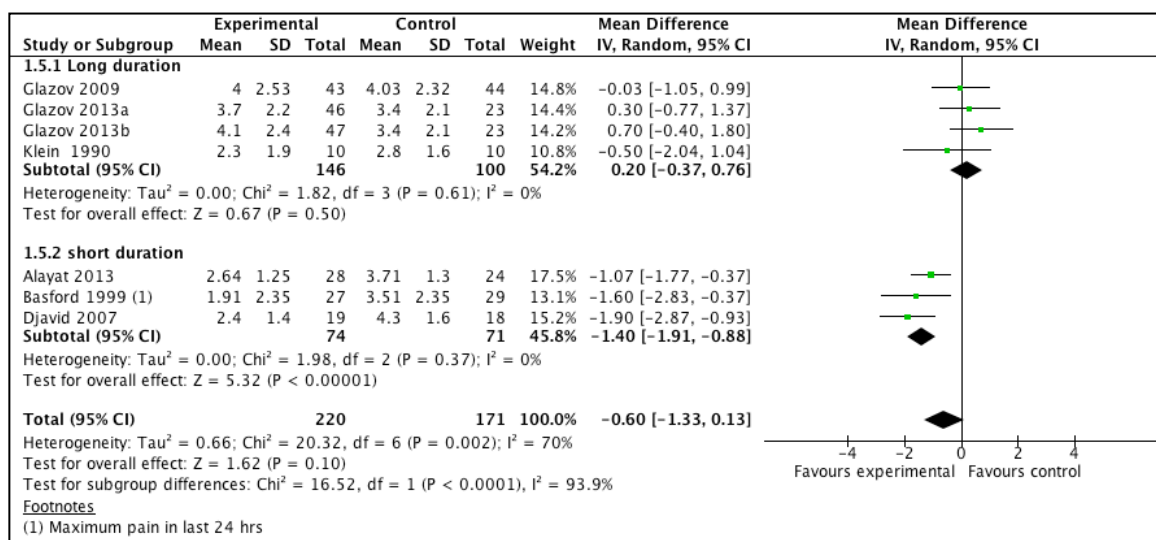 Experimental Control Mean Difference Mean Difference
Study or Subgroup Mean SD Total Mean SD Total Weight IV, Random, 95% CI IV, Random, 95% CI
1.5.1 Long duration
Glazov 2009 4 2.53 43 4.03 2.32 44 14.8% -0.03 [-1.05, 0.99]
Glazov 2013a 3.7 2.2 46 3.4 2.1 23 14.4% 0.30 [-0.77, 1.37]
Glazov 2013b 4.1 2.4 47 3.4 2.1 23 14.2% 0.70 [-0.40, 1.80]
Klein 1990 2.3 1.9 10 2.8 1.6 10 10.8% -0.50 [-2.04, 1.04]
Subtotal (95% CI) 146 100 54.2% 0.20 [-0.37, 0.76]
Heterogeneity: Tau² = 0.00; Chi² = 1.82, df = 3 (P = 0.61); I² = 0%
Test for overall effect: Z = 0.67 (P = 0.50)
1.5.2 short duration
Alayat 2013 2.64 1.25 28 3.71 1.3 24 17.5% -1.07 [-1.77, -0.37]
Basford 1999 (1) 1.91 2.35 27 3.51 2.35 29 13.1% -1.60 [-2.83, -0.37]
Djavid 2007 2.4 1.4 19 4.3 1.6 18 15.2% -1.90 [-2.87, -0.93]
Subtotal (95% CI) 74 71 45.8% -1.40 [-1.91, -0.88]
Heterogeneity: Tau² = 0.00; Chi² = 1.98, df = 2 (P = 0.37); I² = 0%
Test for overall effect: Z = 5.32 (P < 0.00001)
Total (95% CI) 220 171 100.0% -0.60 [-1.33, 0.13]
Heterogeneity: Tau² = 0.66; Chi² = 20.32, df = 6 (P = 0.002); I² = 70%
Test for overall effect: Z = 1.62 (P = 0.10)
Test for subgroup differences: Chi² = 16.52, df = 1 (P < 0.0001), I² = 93.9%
-4 -2 0 2 4
Favours experimental Favours control
Footnotes
(1) Maximum pain in last 24 hrs